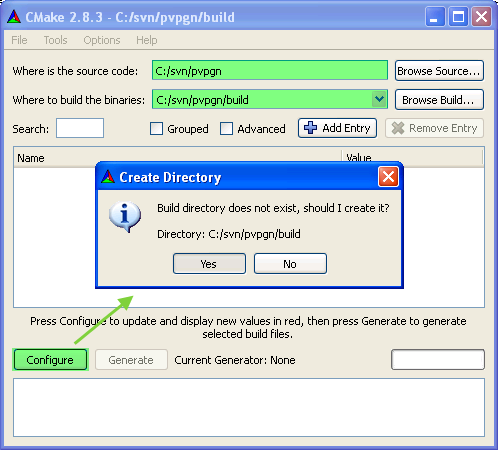 CMake 2.8.3 - C:/svn/pvpgn/build
File Tools Options Help
Where is the source code: C:/svn/pvpgn Browse Source...
Where to build the binaries: C:/svn/pvpgn/build Browse Build...
Search: Grouped Advanced Add Entry Remove Entry
Name Value
Create Directory
Build directory does not exist, should I create it?
Directory: C:/svn/pvpgn/build
Yes No
Press Configure to update and display new values in red, then press Generate to generate
selected build files.
Configure Generate Current Generator: None